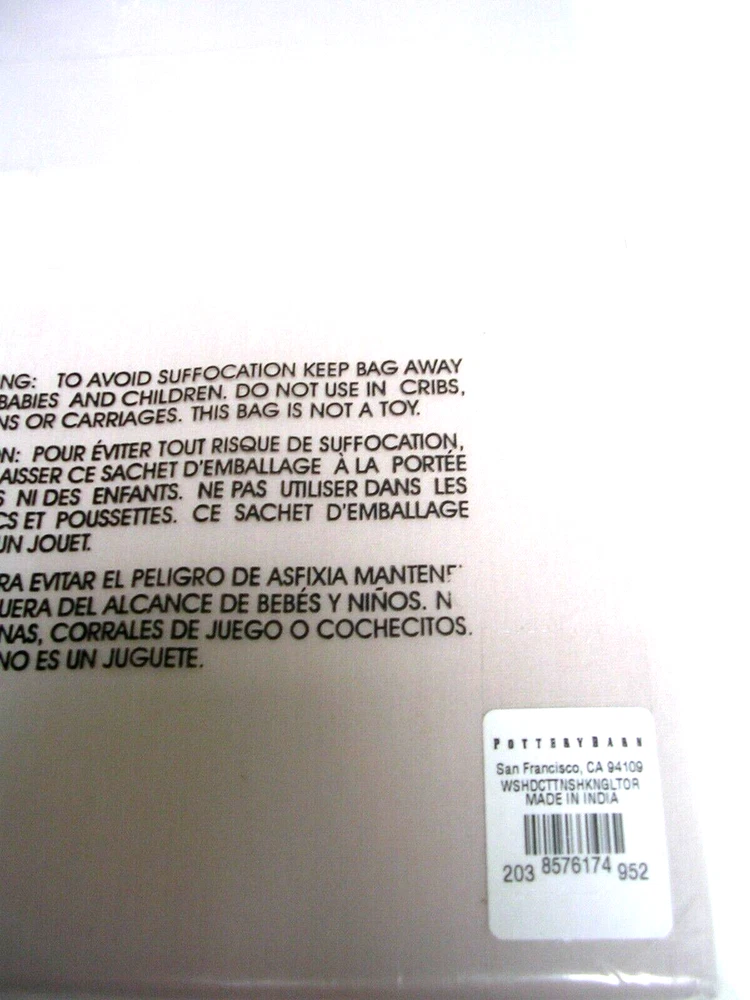 NG: TO AVOID SUFFOCATION KEEP BAG AWAY
BABIES AND CHILDREN. DO NOT USE IN CRIBS,
NS OR CARRIAGES. THIS BAG IS NOT A TOY.
ON: POUR ÉVITER TOUT RISQUE DE SUFFOCATION,
AISSER CE SACHET D'EMBALLAGE À LA PORTÉE
S NI DES ENFANTS. NE PAS UTILISER DANS LES
CS ET POUSSETTES. CE SACHET D'EMBALLAGE
UN JOUET.
RA EVITAR EL PELIGRO DE ASFIXIA MANTENE
UERA DEL ALCANCE DE BEBÉS Y NIÑOS. N
NAS, CORRALES DE JUEGO O COCHECITOS.
NO ES UN JUGUETE.
POTTERY BARN
San Francisco, CA 94109
WSHDCTTNSHKNGLTOR
MADE IN INDIA
203 8576174 952